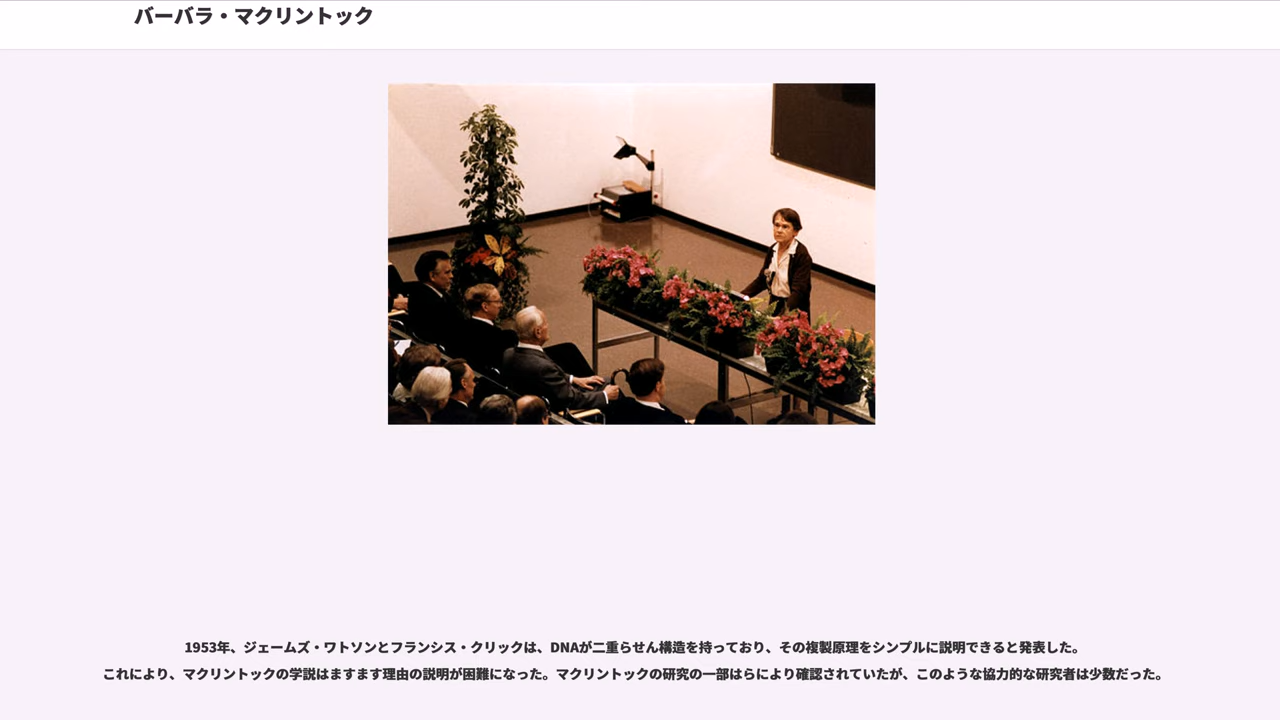 バーバラ・マクリントック
1953年、ジェームズ・ワトソンとフランシス・クリックは、DNAが二重らせん構造を持っており、その複製原理をシンプルに説明できると発表した。
これにより、マクリントックの学説はますます理由の説明が困難になった。マクリントックの研究の一部はらにより確認されていたが、このような協力的な研究者は少数だった。